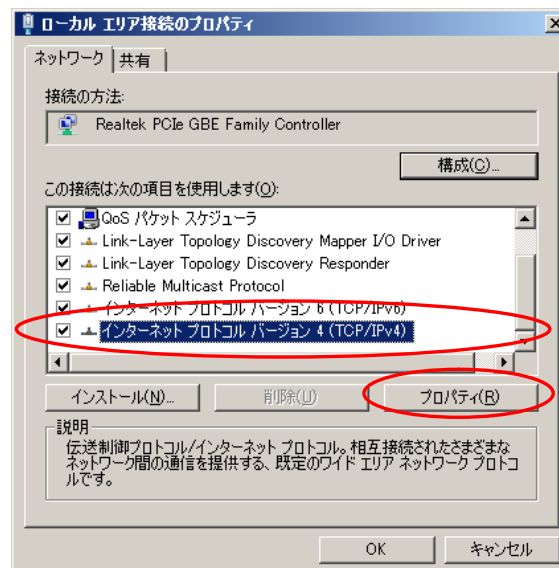 ローカル エリア接続のプロパティ
ネットワーク 共有
接続の方法:
Realtek PCIe GBE Family Controller
構成(C)...
この接続は次の項目を使用します(O):
QoS パケット スケジューラ
Link-Layer Topology Discovery Mapper I/O Driver
Link-Layer Topology Discovery Responder
Reliable Multicast Protocol
インターネット プロトコル バージョン 6 (TCP/IPv6)
インターネット プロトコル バージョン 4 (TCP/IPv4)
インストール(N)... 削除(U) プロパティ(R)
説明
伝送制御プロトコル/インターネット プロトコル。相互接続されたさまざまな
ネットワーク間の通信を提供する、既定のワイド エリア ネットワーク プロトコ
ルです。
OK キャンセル